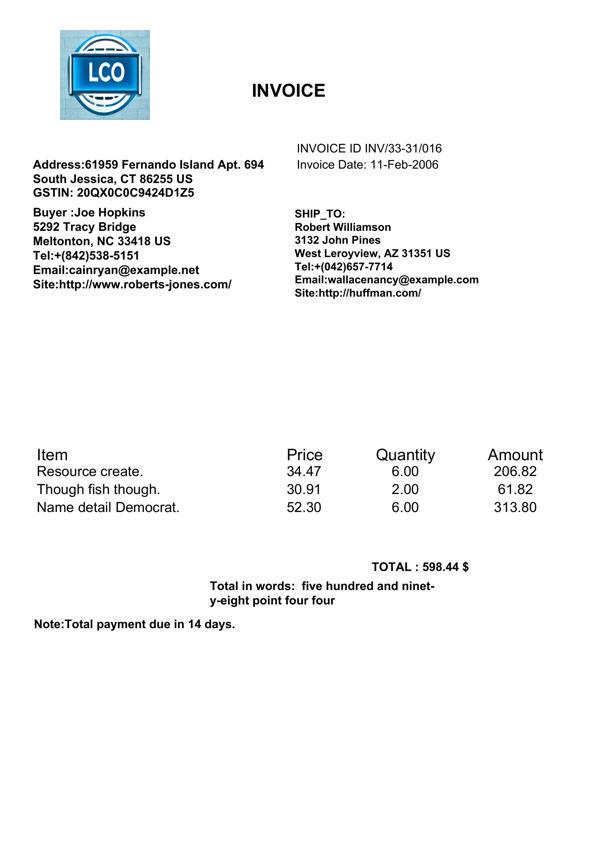 LCO
INVOICE
INVOICE ID INV/33-31/016
Invoice Date: 11-Feb-2006
Address:61959 Fernando Island Apt. 694
South Jessica, CT 86255 US
GSTIN: 20QX0C0C9424D1Z5
Buyer :Joe Hopkins
5292 Tracy Bridge
Meltonton, NC 33418 US
Tel:+(842)538-5151
Email:cainryan@example.net
Site:http://www.roberts-jones.com/
SHIP_TO:
Robert Williamson
3132 John Pines
West Leroyview, AZ 31351 US
Tel:+(042)657-7714
Email:wallacenancy@example.com
Site:http://huffman.com/
Item Price Quantity Amount
Resource create. 34.47 6.00 206.82
Though fish though. 30.91 2.00 61.82
Name detail Democrat. 52.30 6.00 313.80
TOTAL : 598.44 $
Total in words: five hundred and ninet-
y-eight point four four
Note:Total payment due in 14 days.